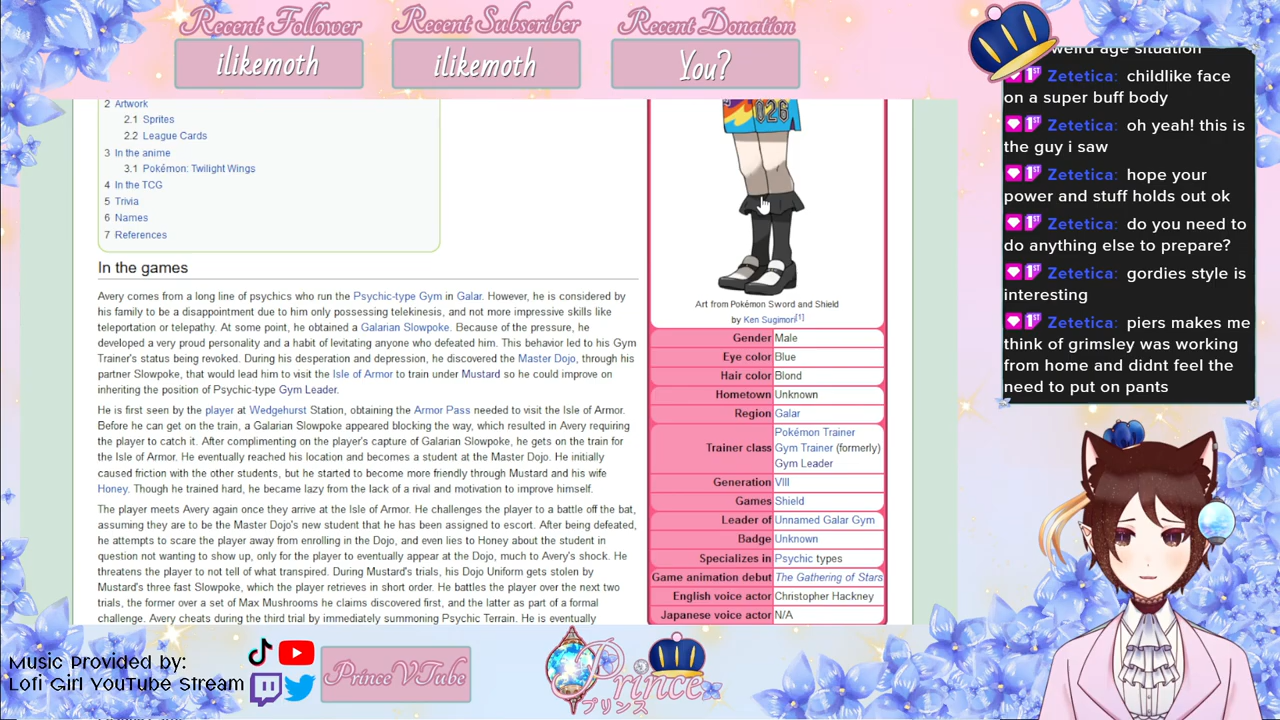 Recent Follower
ilikemoth
Recent Subscriber
ilikemoth
Recent Donation
You?
2 Artwork
2.1 Sprites
2.2 League Cards
3 In the anime
3.1 Pokémon: Twilight Wings
4 In the TCG
5 Trivia
6 Names
7 References
In the games
Avery comes from a long line of psychics who run the Psychic-type Gym in Galar. However, he is considered by
his family to be a disappointment due to him only possessing telekinesis, and not more impressive skills like
teleportation or telepathy. At some point, he obtained a Galarian Slowpoke. Because of the pressure, he
developed a very proud personality and a habit of levitating anyone who defeated him. This behavior led to his Gym
Trainer's status being revoked. During his desperation and depression, he discovered the Master Dojo, through his
partner Slowpoke, that would lead him to visit the Isle of Armor to train under Mustard so he could improve on
inheriting the position of Psychic-type Gym Leader.
He is first seen by the player at Wedgehurst Station, obtaining the Armor Pass needed to visit the Isle of Armor.
Before he can get on the train, a Galarian Slowpoke appeared blocking the way, which resulted in Avery requiring
the player to catch it. After complimenting on the player's capture of Galarian Slowpoke, he gets on the train for
the Isle of Armor. He eventually reached his location and becomes a student at the Master Dojo. He initially
caused friction with the other students, but he started to become more friendly through Mustard and his wife
Honey. Though he trained hard, he became lazy from the lack of a rival and motivation to improve himself.
The player meets Avery again once they arrive at the Isle of Armor. He challenges the player to a battle off the bat,
assuming they are to be the Master Dojo's new student that he has been assigned to escort. After being defeated,
he attempts to scare the player away from enrolling in the Dojo, and even lies to Honey about the student in
question not wanting to show up, only for the player to eventually appear at the Dojo, much to Avery's shock. He
threatens the player to not tell of what transpired. During Mustard's trials, his Dojo Uniform gets stolen by
Mustard's three fast Slowpoke, which the player retrieves in short order. He battles the player over the next two
trials, the former over a set of Max Mushrooms he claims discovered first, and the latter as part of a formal
challenge. Avery cheats during the third trial by immediately summoning Psychic Terrain. He is eventually
026
Art from Pokémon Sword and Shield
by Ken Sugimori[1]
Gender Male
Eye color Blue
Hair color Blond
Hometown Unknown
Region Galar
Trainer class Pokémon Trainer
Gym Trainer (formerly)
Gym Leader
Generation VIII
Games Shield
Leader of Unnamed Galar Gym
Badge Unknown
Specializes in Psychic types
Game animation debut The Gathering of Stars
English voice actor Christopher Hackney
Japanese voice actor N/A
weird age situation
1ST Zetetica: childlike face
on a super buff body
1ST Zetetica: oh yeah! this is
the guy i saw
1ST Zetetica: hope your
power and stuff holds out ok
1ST Zetetica: do you need to
do anything else to prepare?
1ST Zetetica: gordies style is
interesting
1ST Zetetica: piers makes me
think of grimsley was working
from home and didnt feel the
need to put on pants
Music Provided by:
Lofi Girl YouTube Stream
Prince VTube
Prince
プリンス